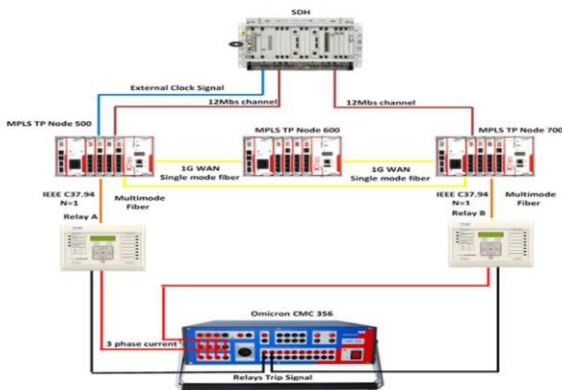 SDH
External Clock Signal
12Mbs channel
12Mbs channel
MPLS TP Node 500
MPLS TP Node 600
MPLS TP Node 700
1G WAN
Single mode fiber
1G WAN
Single mode fiber
IEEE C37.94
N=1
Multimode
Fiber
IEEE C37.94
N=1
Multimode
Fiber
Relay A
Relay B
Omicron CMC 356
3 phase current
Relays Trip Signal